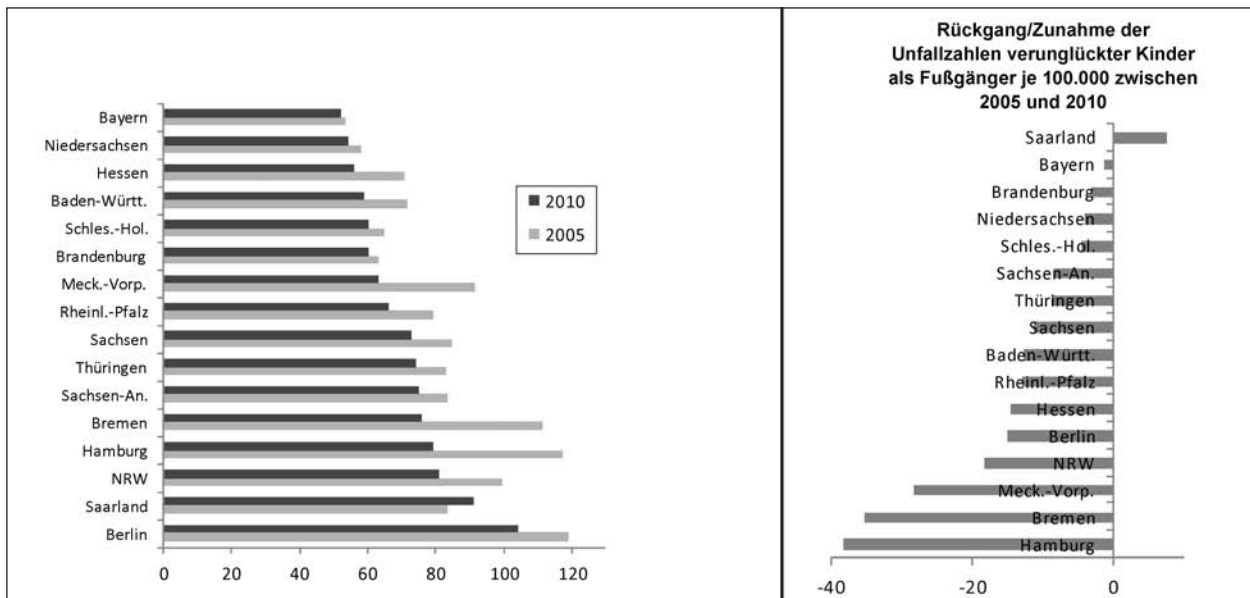 Bayern
Niedersachsen
Hessen
Baden-Württ.
Schles.-Hol.
Brandenburg
Meck.-Vorp.
Rheinl.-Pfalz
Sachsen
Thüringen
Sachsen-An.
Bremen
Hamburg
NRW
Saarland
Berlin
0 20 40 60 80 100 120
2010
2005
Rückgang/Zunahme der
Unfallzahlen verunglückter Kinder
als Fußgänger je 100.000 zwischen
2005 und 2010
Saarland
Bayern
Brandenburg
Niedersachsen
Schles.-Hol.
Sachsen-An.
Thüringen
Sachsen
Baden-Württ.
Rheinl.-Pfalz
Hessen
Berlin
NRW
Meck.-Vorp.
Bremen
Hamburg
-40 -20 0